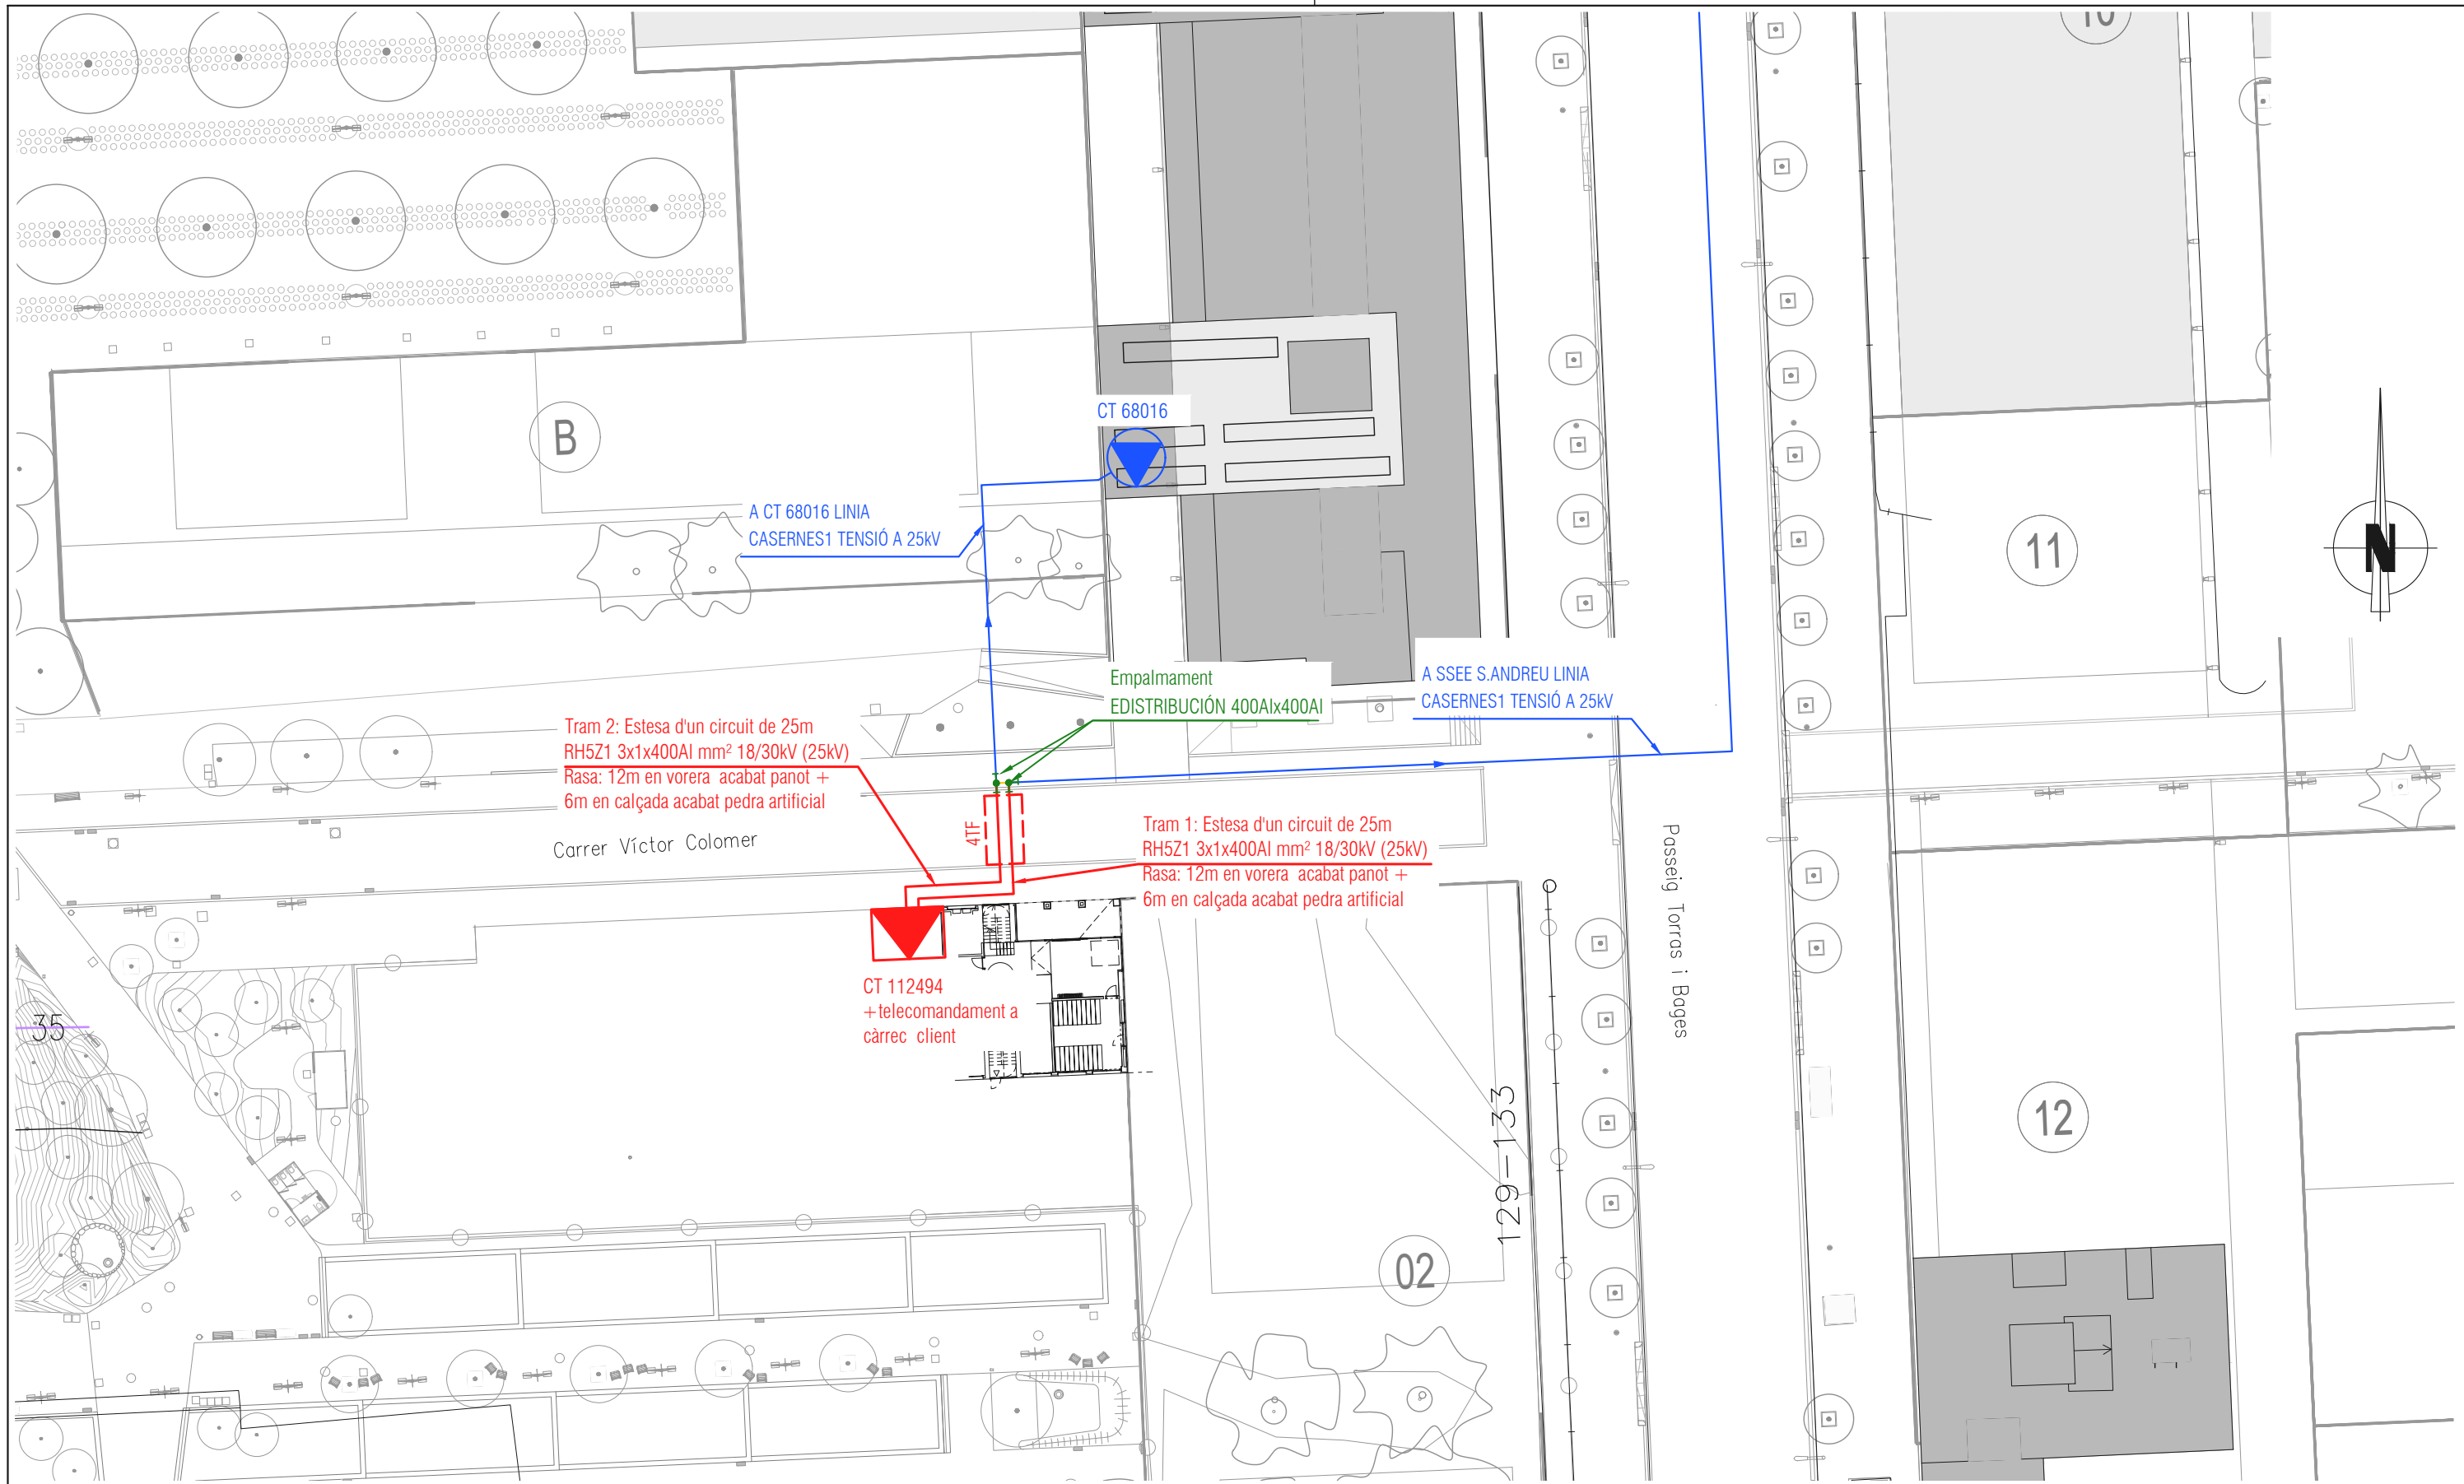 10
CT 68016
B
A CT 68016 LINIA
CASERNES1 TENSIÓ A 25kV
11
N
Empalmament
EDISTRIBUCIÓN 400Alx400Al
A SSEE S.ANDREU LINIA
CASERNES1 TENSIÓ A 25kV
Tram 2: Estesa d'un circuit de 25m
RH5Z1 3x1x400Al mm² 18/30kV (25kV)
Rasa: 12m en vorera acabat panot +
6m en calçada acabat pedra artificial
4TF
Carrer Víctor Colomer
Tram 1: Estesa d'un circuit de 25m
RH5Z1 3x1x400Al mm² 18/30kV (25kV)
Rasa: 12m en vorera acabat panot +
6m en calçada acabat pedra artificial
Passeig Torras i Bages
CT 112494
+telecomandament a
càrrec client
35
129-133
12
02